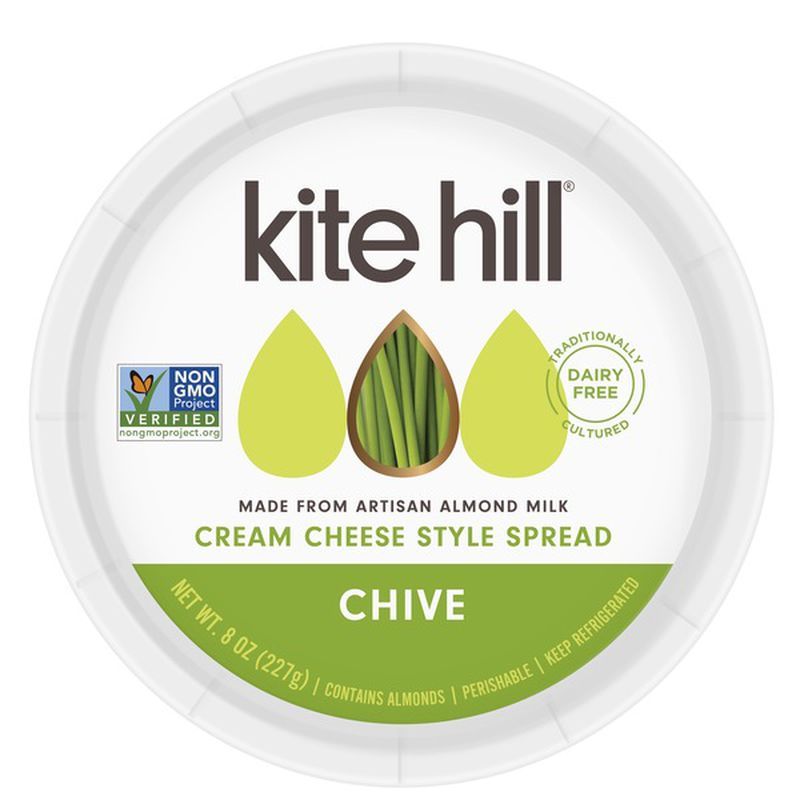 kite hill®
NON
GMO
Project
VERIFIED
nongmoproject.org
TRADITIONALLY
DAIRY
FREE
CULTURED
MADE FROM ARTISAN ALMOND MILK
CREAM CHEESE STYLE SPREAD
CHIVE
NET WT. 8 OZ (227g) | CONTAINS ALMONDS | PERISHABLE | KEEP REFRIGERATED